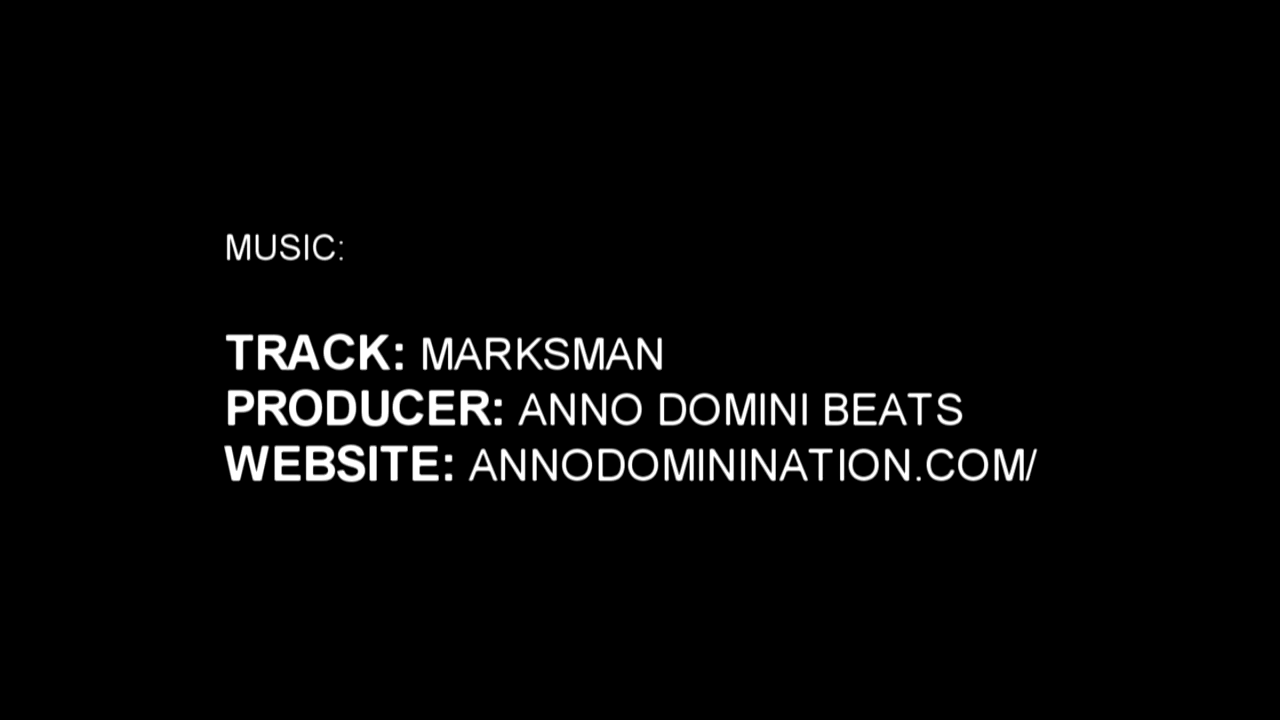 MUSIC:
TRACK: MARKSMAN
PRODUCER: ANNO DOMINI BEATS
WEBSITE: ANNODOMININATION.COM/